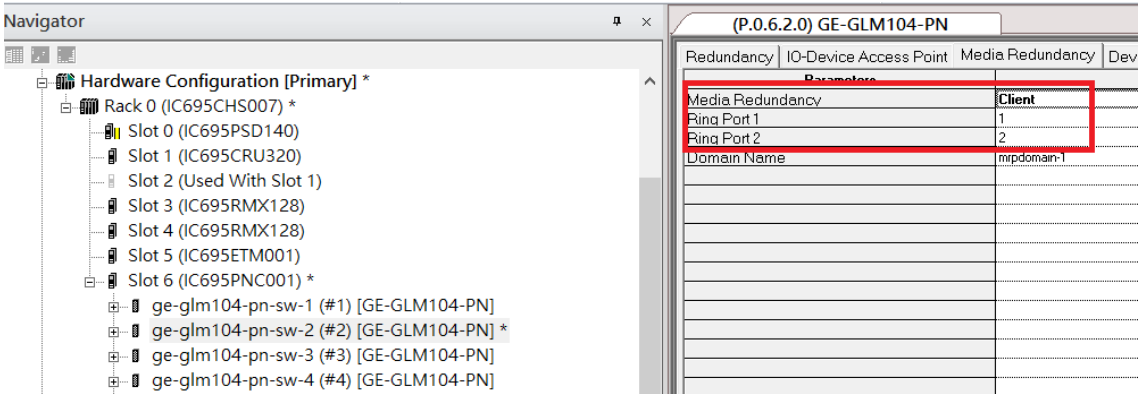 Navigator
Hardware Configuration [Primary] *
Rack 0 (IC695CHS007) *
Slot 0 (IC695PSD140)
Slot 1 (IC695CRU320)
Slot 2 (Used With Slot 1)
Slot 3 (IC695RMX128)
Slot 4 (IC695RMX128)
Slot 5 (IC695ETM001)
Slot 6 (IC695PNC001) *
ge-glm104-pn-sw-1 (#1) [GE-GLM104-PN]
ge-glm104-pn-sw-2 (#2) [GE-GLM104-PN] *
ge-glm104-pn-sw-3 (#3) [GE-GLM104-PN]
ge-glm104-pn-sw-4 (#4) [GE-GLM104-PN]
(P.0.6.2.0) GE-GLM104-PN
Redundancy IO-Device Access Point Media Redundancy Dev
Parameters
Media Redundancy Client
Ring Port 1 1
Ring Port 2 2
Domain Name mrpdomain-1